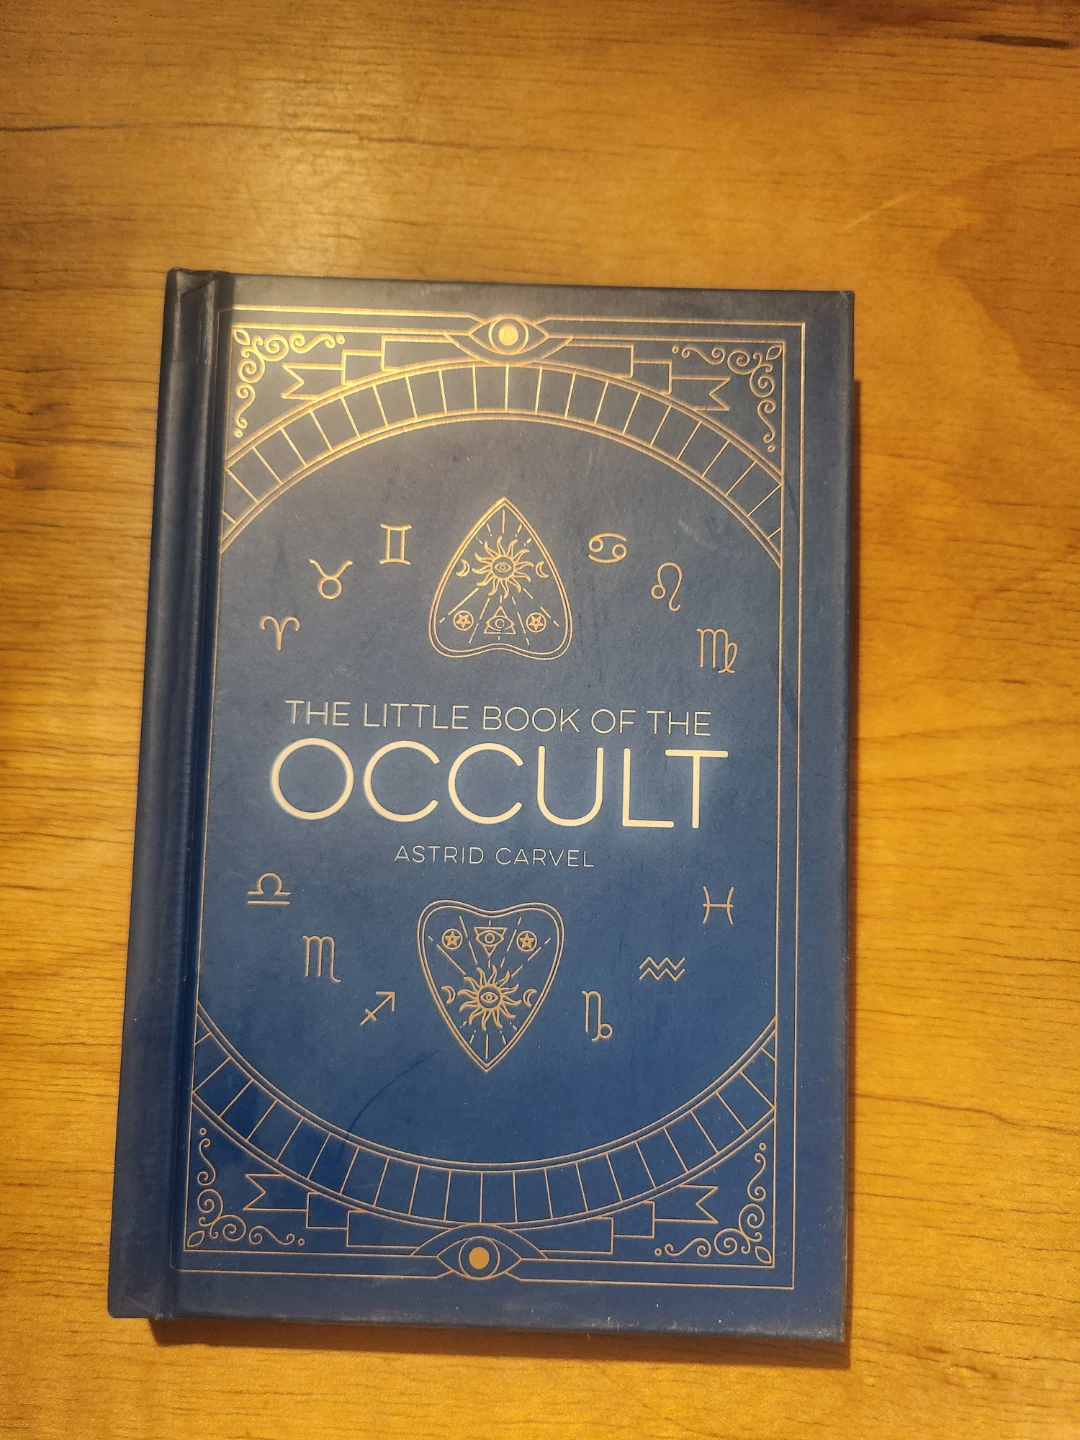 THE LITTLE BOOK OF THE
OCCULT
ASTRID CARVEL